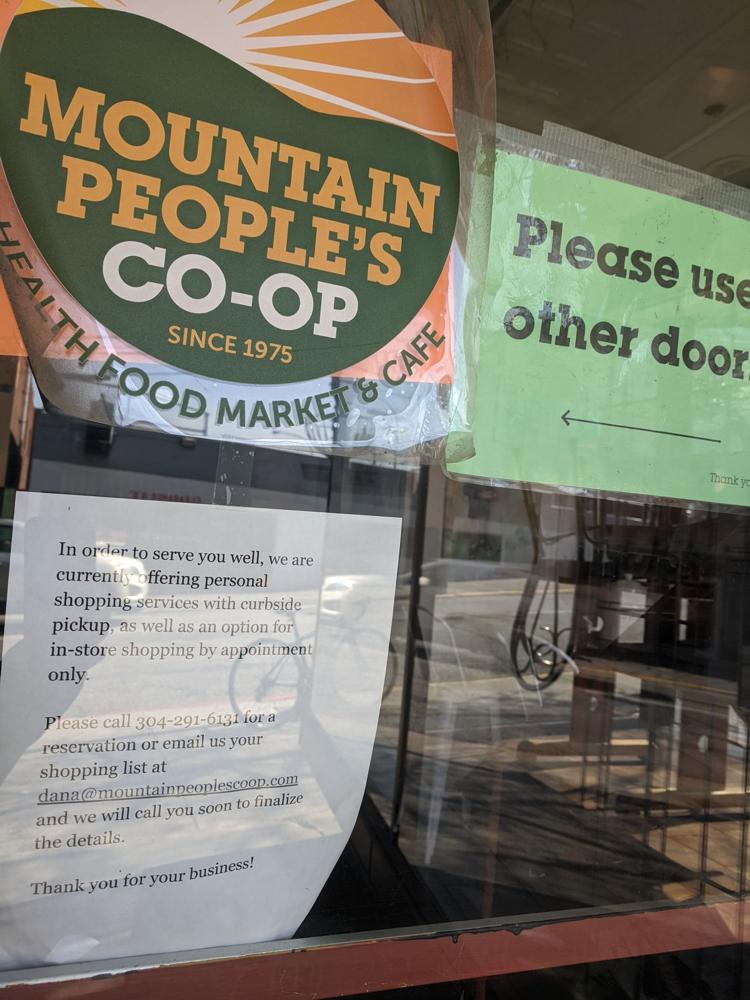 MOUNTAIN
PEOPLE'S
CO-OP
SINCE 1975
HEALTH FOOD MARKET & CAFE
Please use
other door.
Thank yo
In order to serve you well, we are
currently offering personal
shopping services with curbside
pickup, as well as an option for
in-store shopping by appointment
only.
Please call 304-291-6131 for a
reservation or email us your
shopping list at
dana@mountainpeoplescoop.com
and we will call you soon to finalize
the details.
Thank you for your business!